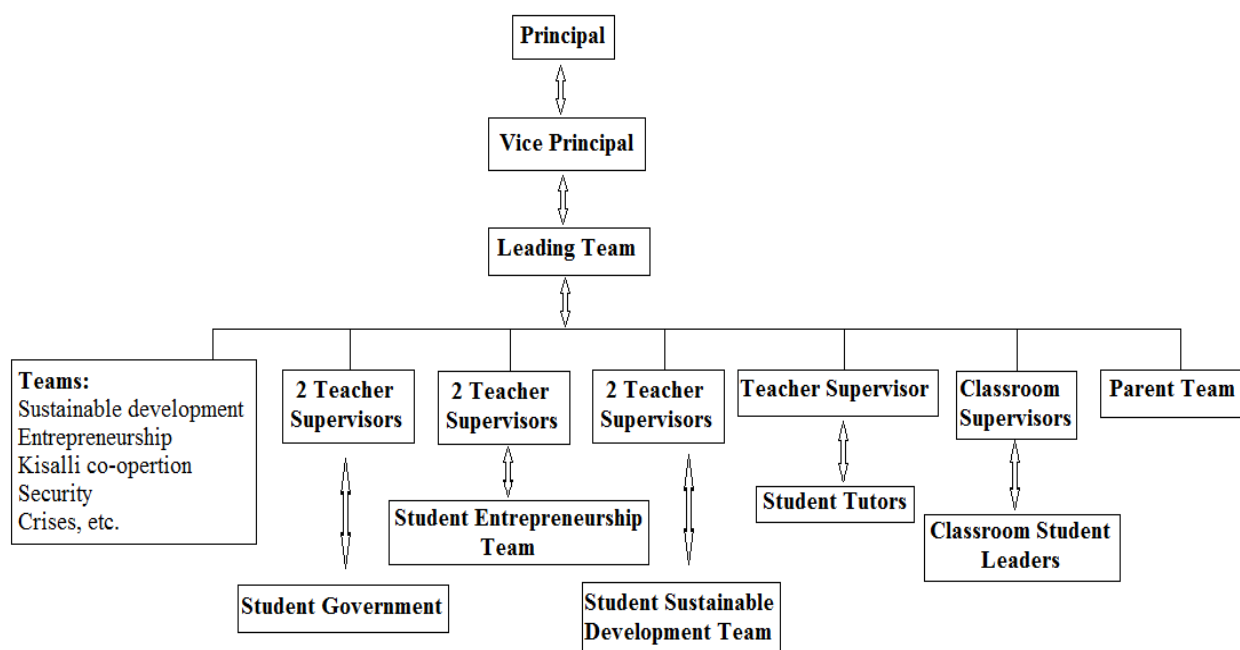 Principal
Vice Principal
Leading Team
Teams:
Sustainable development
Entrepreneurship
Kisalli co-opertion
Security
Crises, etc.
2 Teacher
Supervisors
2 Teacher
Supervisors
2 Teacher
Supervisors
Teacher Supervisor
Classroom
Supervisors
Parent Team
Student Government
Student Entrepreneurship
Team
Student Sustainable
Development Team
Student Tutors
Classroom Student
Leaders